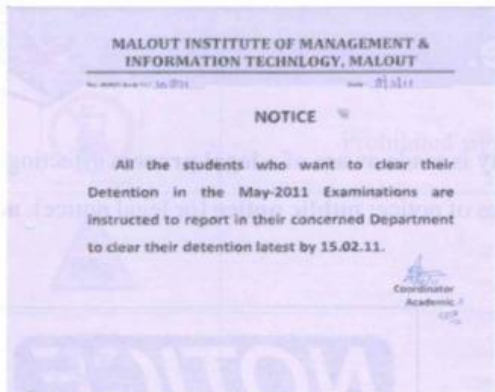 MALOUT INSTITUTE OF MANAGEMENT &
INFORMATION TECHNLOGY, MALOUT
NOTICE
All the students who want to clear their
Detention in the May-2011 Examinations are
instructed to report in their concerned Department
to clear their detention latest by 15.02.11.
Coordinator
Academic